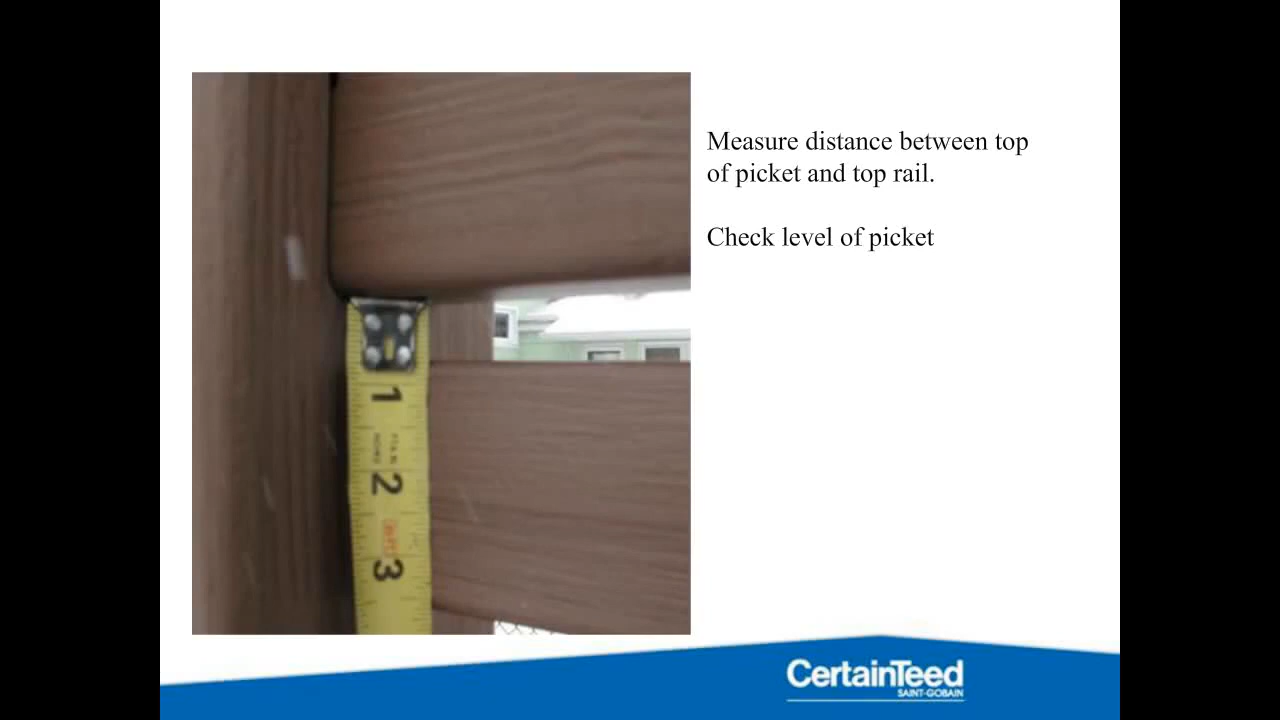 Measure distance between top
of picket and top rail.
Check level of picket
1
2
3
CertainTeed
SAINT-GOBAIN